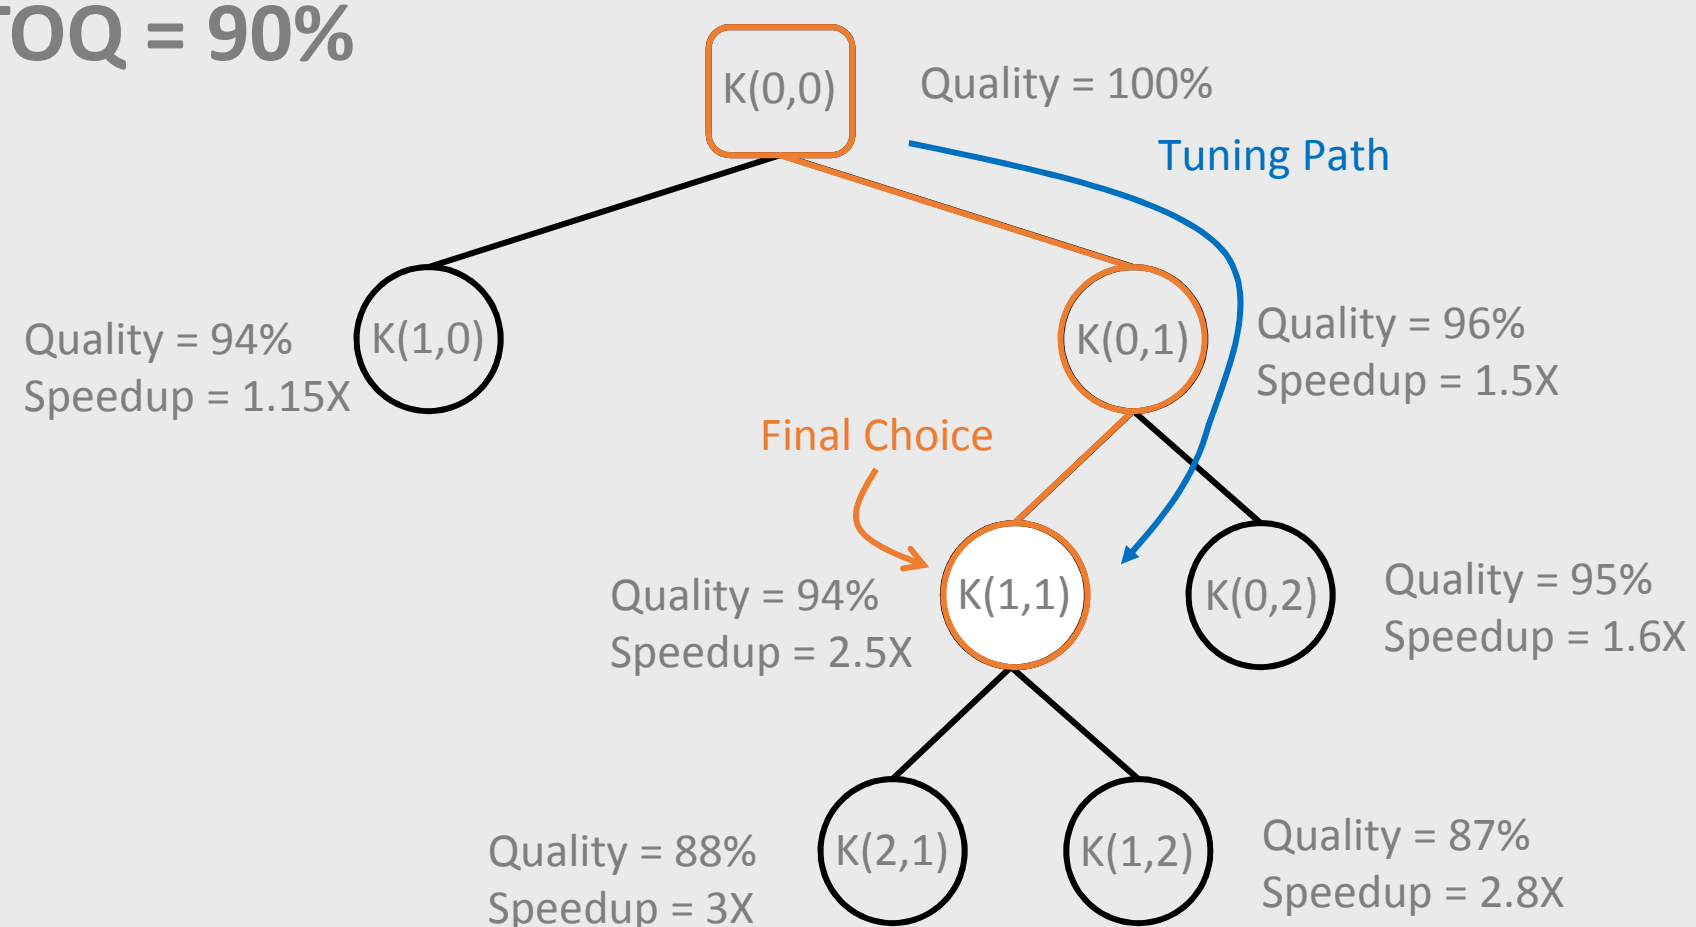 TOQ = 90%
K(0,0)
Quality = 100%
Tuning Path
Quality = 94%
Speedup = 1.15X
K(1,0)
K(0,1)
Quality = 96%
Speedup = 1.5X
Final Choice
Quality = 94%
Speedup = 2.5X
K(1,1)
K(0,2)
Quality = 95%
Speedup = 1.6X
Quality = 88%
Speedup = 3X
K(2,1)
K(1,2)
Quality = 87%
Speedup = 2.8X